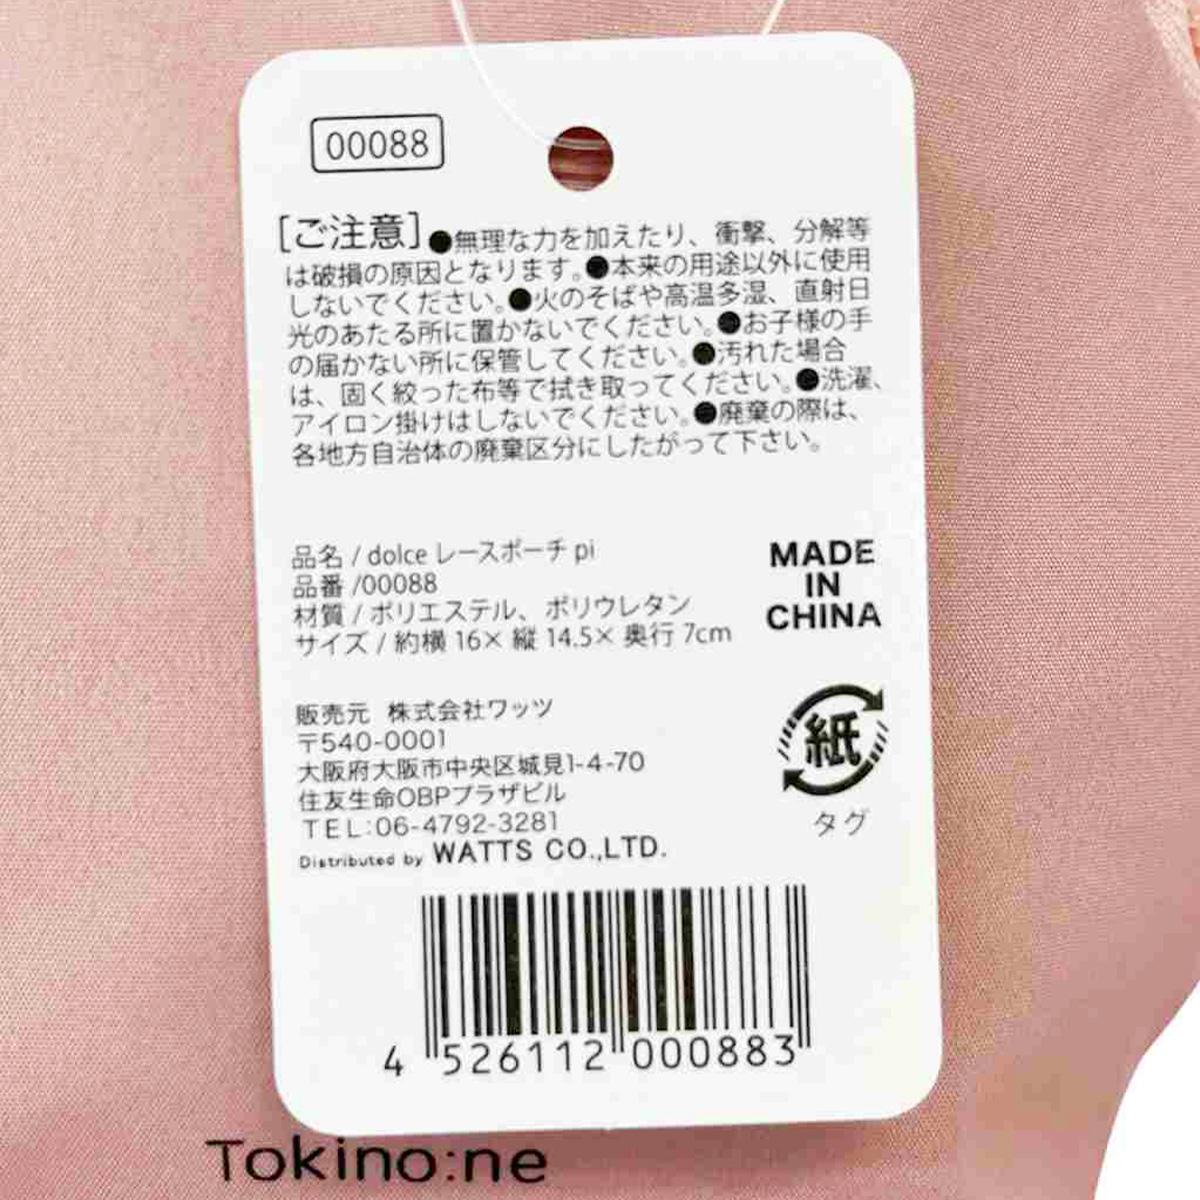 00088
[ご注意]●無理な力を加えたり、衝撃、分解等
は破損の原因となります。●本来の用途以外に使用
しないでください。●火のそばや高温多湿、直射日
光のあたる所に置かないでください。●お子様の手
の届かない所に保管してください。●汚れた場合
は、固く絞った布等で拭き取ってください。●洗濯、
アイロン掛けはしないでください。●廃棄の際は、
各地方自治体の廃棄区分にしたがって下さい。
品名 / dolce レースポーチ pi
品番 /00088
材質 / ポリエステル、ポリウレタン
サイズ / 約横 16× 縦 14.5× 奥行 7cm
MADE
IN
CHINA
販売元 株式会社ワッツ
〒540-0001
大阪府大阪市中央区城見1-4-70
住友生命OBPプラザビル
TEL:06-4792-3281
Distributed by WATTS CO.,LTD.
紙
タグ
4 526112 000883
Tokino:ne